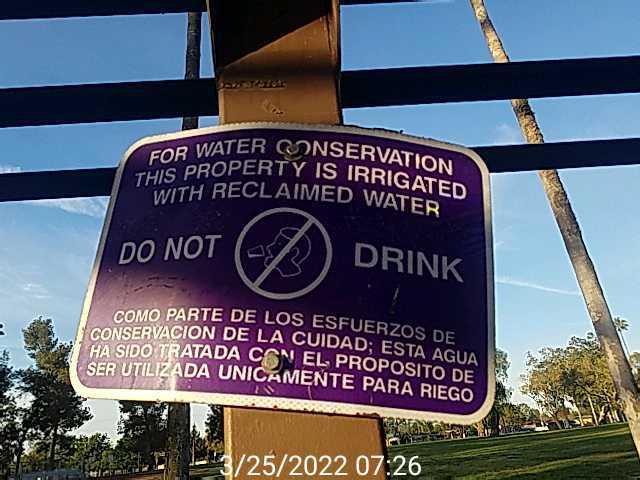 FOR WATER CONSERVATION
THIS PROPERTY IS IRRIGATED
WITH RECLAIMED WATER
DO NOT DRINK
COMO PARTE DE LOS ESFUERZOS DE
CONSERVACION DE LA CUIDAD; ESTA AGUA
HA SIDO TRATADA CON EL PROPOSITO DE
SER UTILIZADA UNICAMENTE PARA RIEGO
3/25/2022 07:26